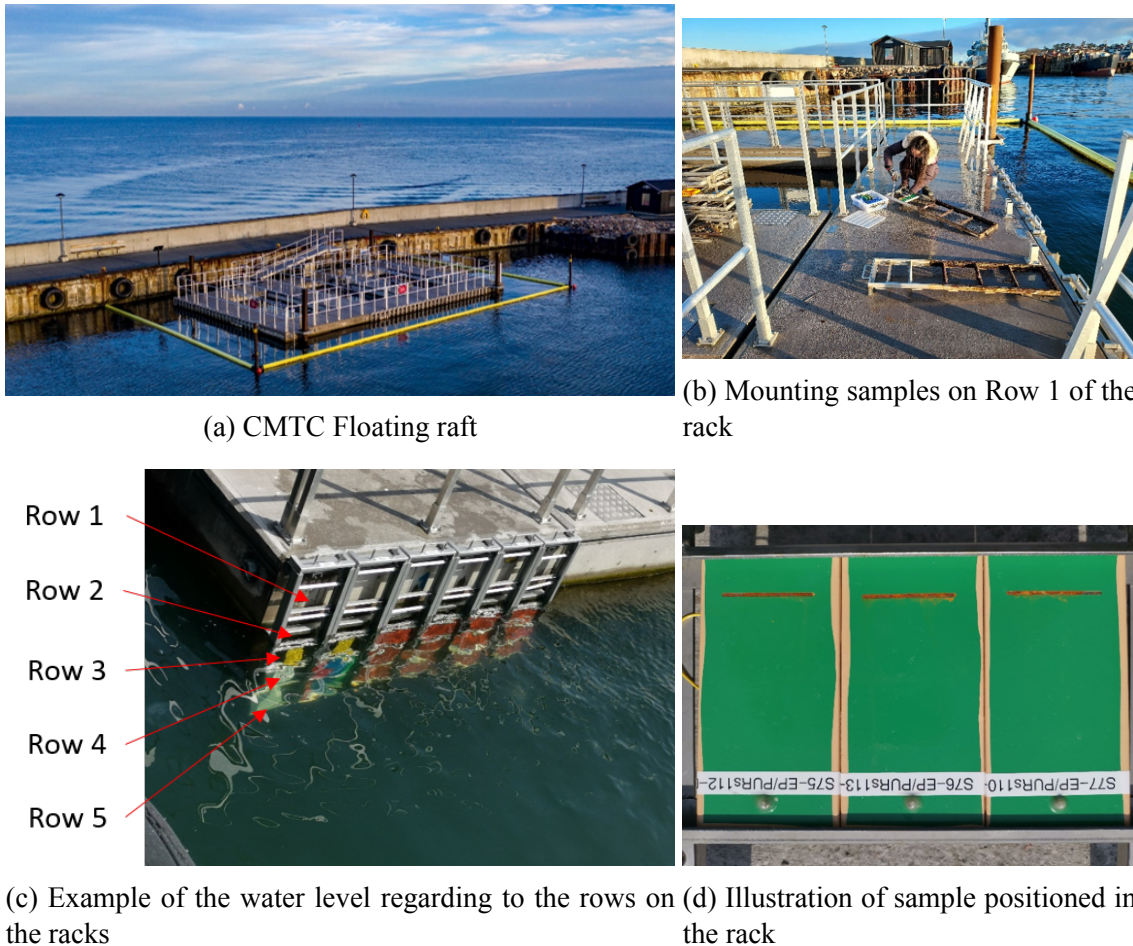 (a) CMTC Floating raft
(b) Mounting samples on Row 1 of the
rack
Row 1
Row 2
Row 3
Row 4
Row 5
S75-EP/PURs112-
S76-EP/PURs113-
S77-EP/PURs110-
(c) Example of the water level regarding to the rows on
the racks
(d) Illustration of sample positioned in
the rack